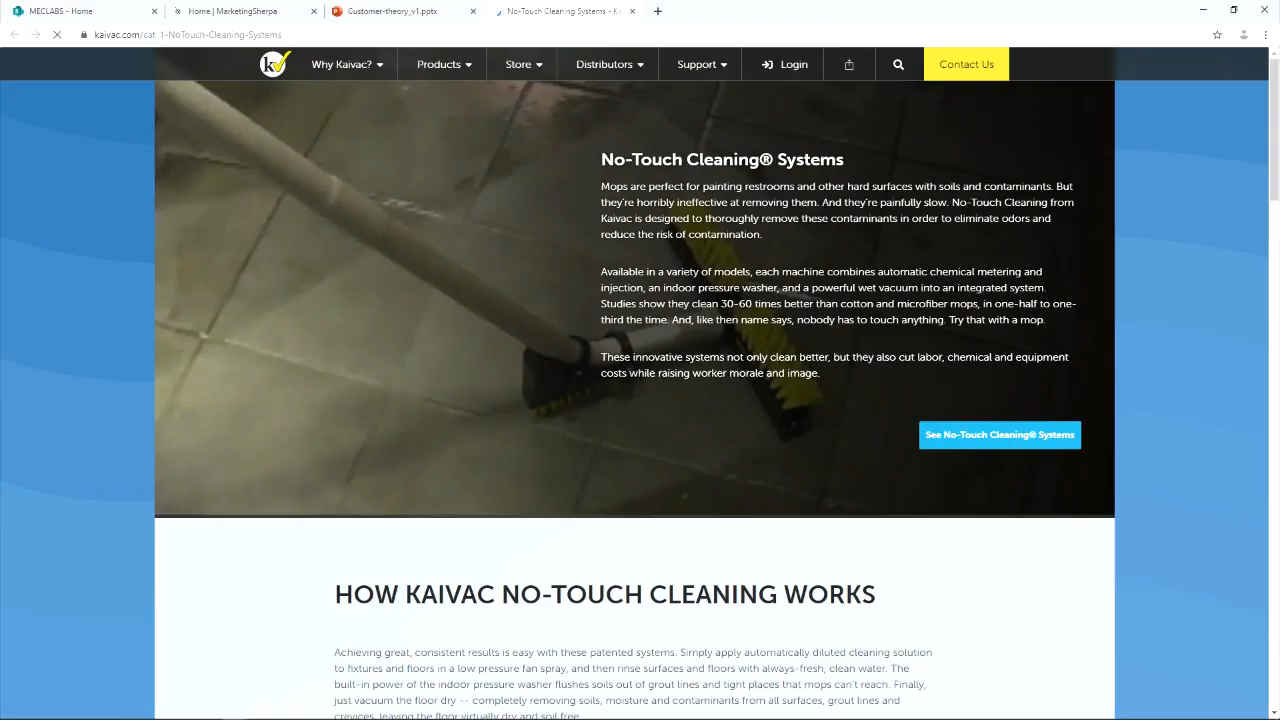 MECLABS - Home
Home | MarketingSherpa
Customer-theory_v1.pptx
No-Touch Cleaning Systems - Ka
kaivac.com/cat_1-NoTouch-Cleaning-Systems
kv Why Kaivac? Products Store Distributors Support Login Contact Us
No-Touch Cleaning® Systems
Mops are perfect for painting restrooms and other hard surfaces with soils and contaminants. But
they're horribly ineffective at removing them. And they're painfully slow. No-Touch Cleaning from
Kaivac is designed to thoroughly remove these contaminants in order to eliminate odors and
reduce the risk of contamination.
Available in a variety of models, each machine combines automatic chemical metering and
injection, an indoor pressure washer, and a powerful wet vacuum into an integrated system.
Studies show they clean 30-60 times better than cotton and microfiber mops, in one-half to one-
third the time. And, like then name says, nobody has to touch anything. Try that with a mop.
These innovative systems not only clean better, but they also cut labor, chemical and equipment
costs while raising worker morale and image.
See No-Touch Cleaning® Systems
HOW KAIVAC NO-TOUCH CLEANING WORKS
Achieving great, consistent results is easy with these patented systems. Simply apply automatically diluted cleaning solution
to fixtures and floors in a low pressure fan spray, and then rinse surfaces and floors with always-fresh, clean water. The
built-in power of the indoor pressure washer flushes soils out of grout lines and tight places that mops can't reach. Finally,
just vacuum the floor dry -- completely removing soils, moisture and contaminants from all surfaces, grout lines and
crevices, leaving the floor virtually dry and soil free.